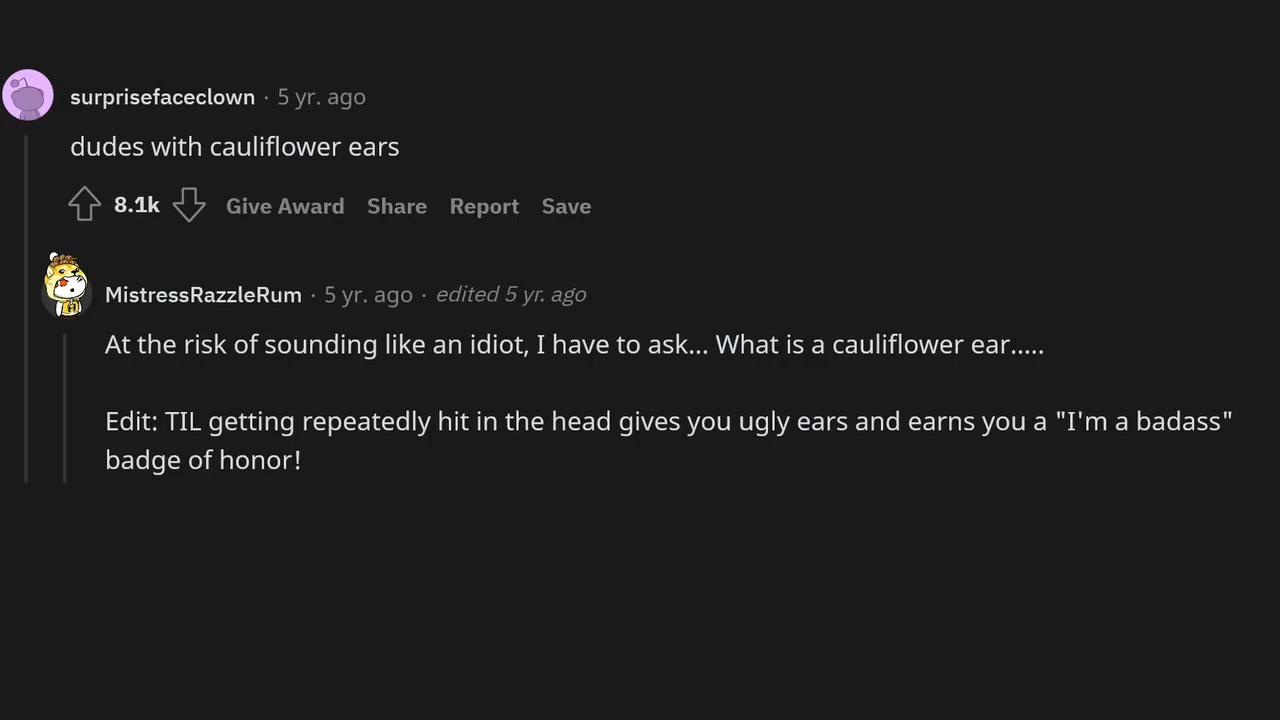 surprisefaceclown · 5 yr. ago
dudes with cauliflower ears
8.1k Give Award Share Report Save
MistressRazzleRum · 5 yr. ago · edited 5 yr. ago
At the risk of sounding like an idiot, I have to ask... What is a cauliflower ear.....
Edit: TIL getting repeatedly hit in the head gives you ugly ears and earns you a "I'm a badass"
badge of honor!